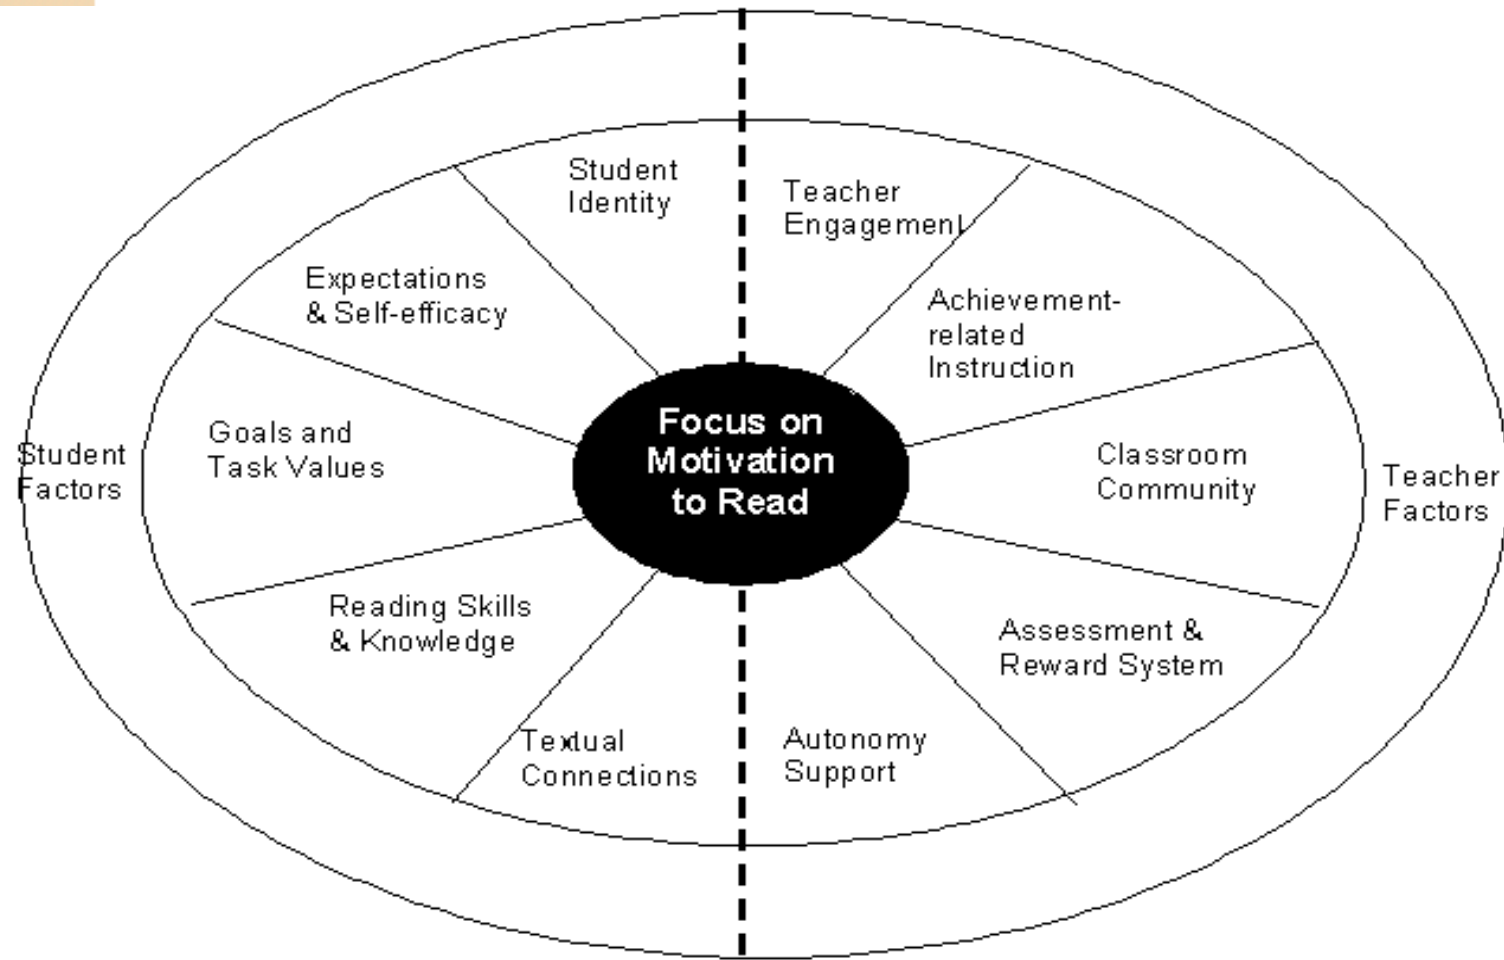 Student
Identity
Teacher
Engagement
Expectations
& Self-efficacy
Achievement-
related
Instruction
Focus on
Motivation
to Read
Goals and
Task Values
Student
Factors
Classroom
Community
Teacher
Factors
Reading Skills
& Knowledge
Assessment &
Reward System
Textual
Connections
Autonomy
Support